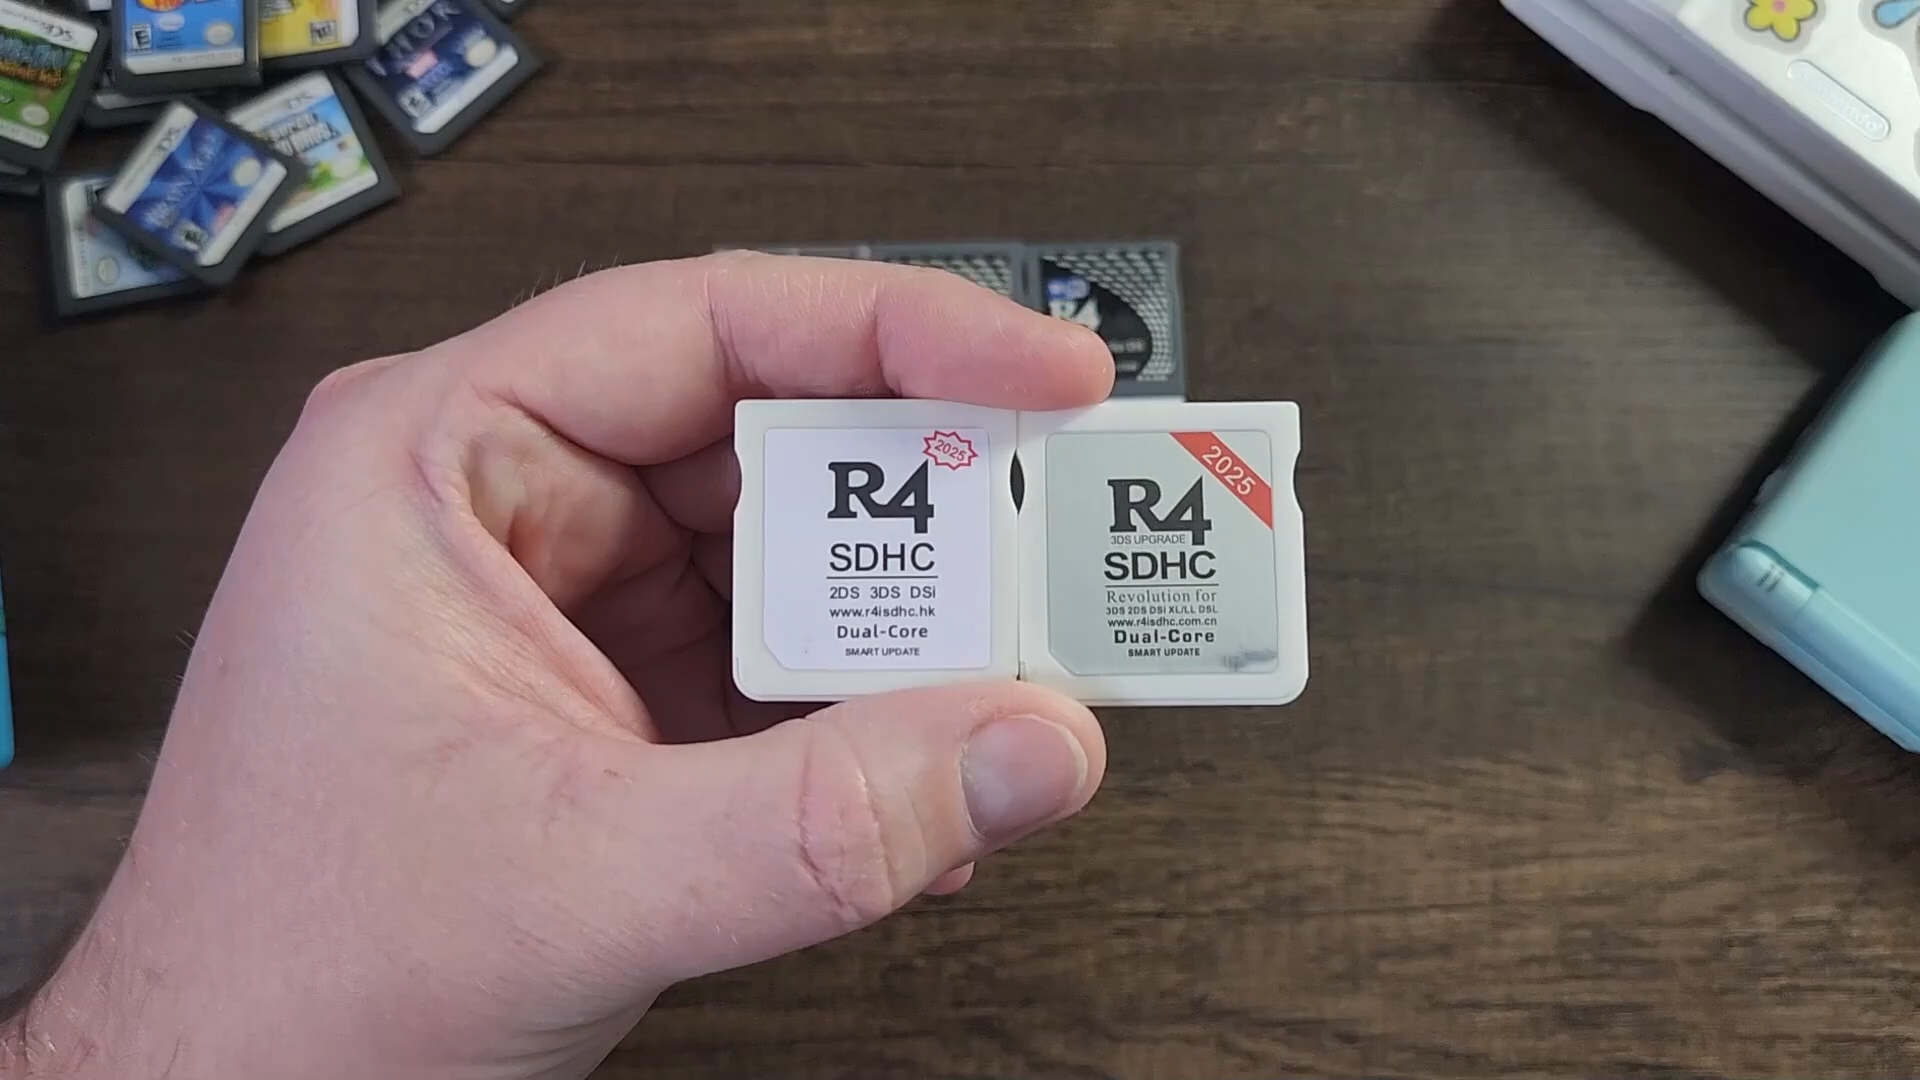 2025
R4
SDHC
2DS 3DS DSi
www.r4isdhc.hk
Dual-Core
SMART UPDATE
2025
R4
3DS UPGRADE
SDHC
Revolution for
3DS 2DS DSi XL/LL DSL
www.r4isdhc.com.cn
Dual-Core
SMART UPDATE
R4
Nintendo